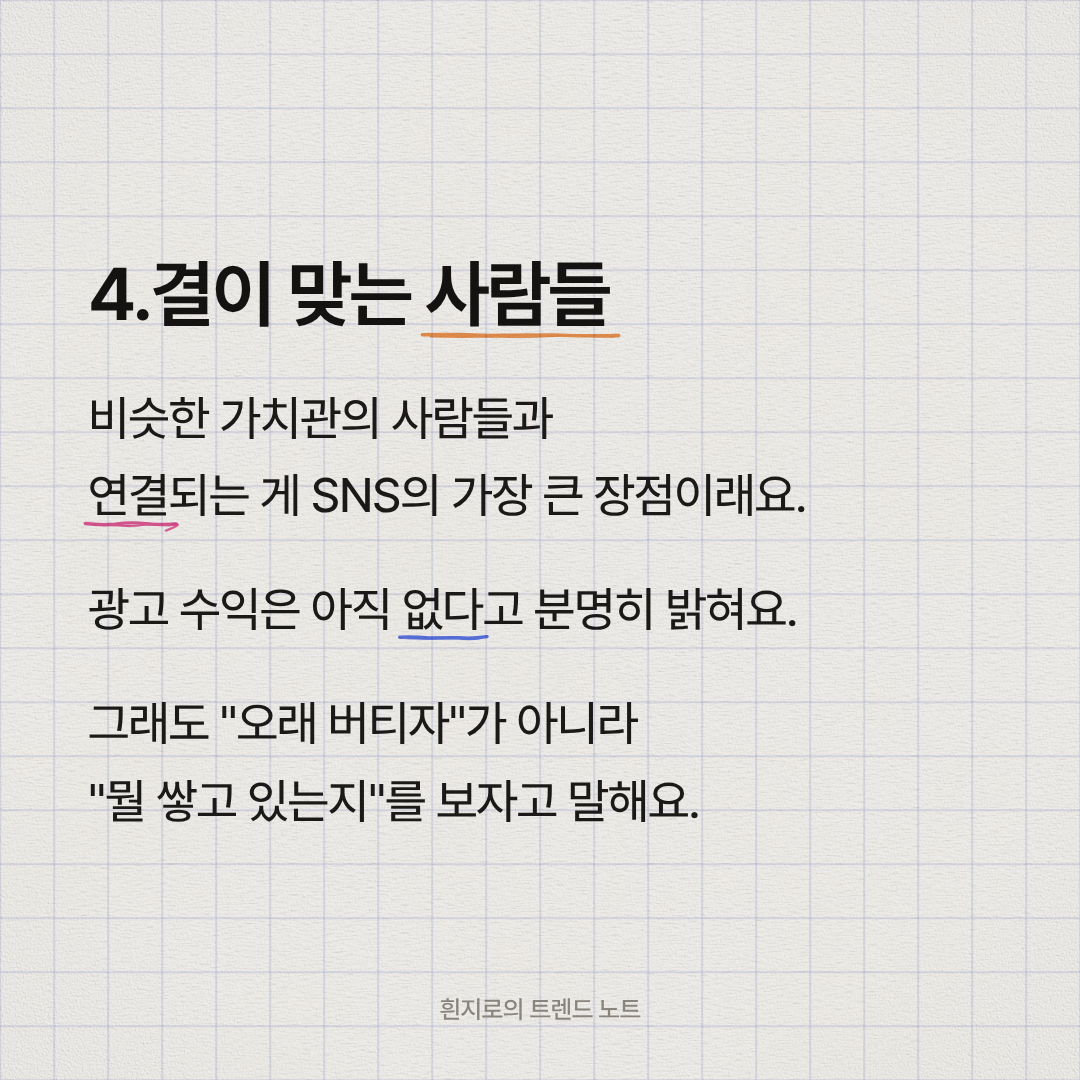 4.결이 맞는 사람들
비슷한 가치관의 사람들과
연결되는 게 SNS의 가장 큰 장점이래요.
광고 수익은 아직 없다고 분명히 밝혀요.
그래도 "오래 버티자"가 아니라
"뭘 쌓고 있는지"를 보자고 말해요.
흰지로의 트렌드 노트